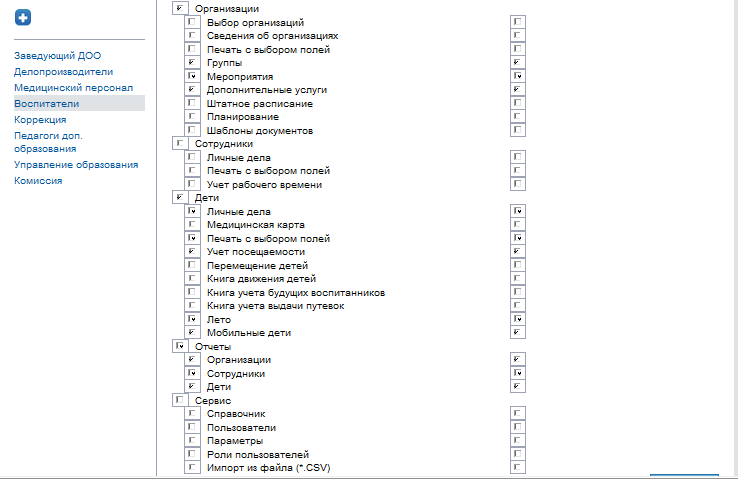 Заведующий ДОО
Делопроизводители
Медицинский персонал
Воспитатели
Коррекция
Педагоги доп.
образования
Управление образования
Комиссия
Организации
Выбор организаций
Сведения об организациях
Печать с выбором полей
Группы
Мероприятия
Дополнительные услуги
Штатное расписание
Планирование
Шаблоны документов
Сотрудники
Личные дела
Печать с выбором полей
Учет рабочего времени
Дети
Личные дела
Медицинская карта
Печать с выбором полей
Учет посещаемости
Перемещение детей
Книга движения детей
Книга учета будущих воспитанников
Книга учета выдачи путевок
Лето
Мобильные дети
Отчеты
Организации
Сотрудники
Дети
Сервис
Справочник
Пользователи
Параметры
Роли пользователей
Импорт из файла (*.CSV)